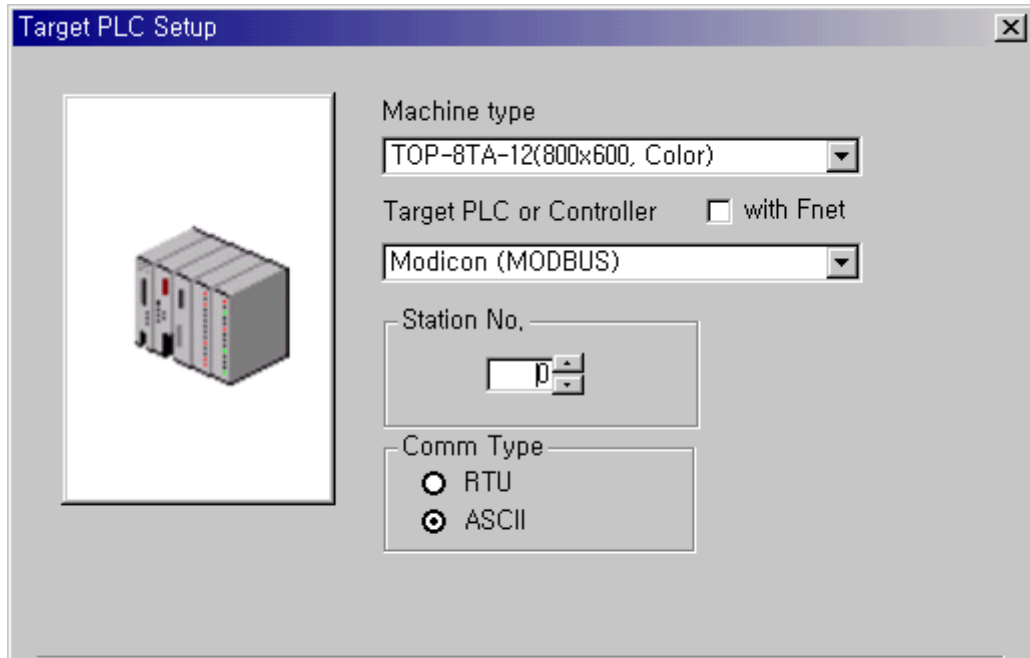 Target PLC Setup
Machine type
TOP-8TA-12(800x600, Color)
Target PLC or Controller with Fnet
Modicon (MODBUS)
Station No.
0
Comm Type
RTU
ASCII